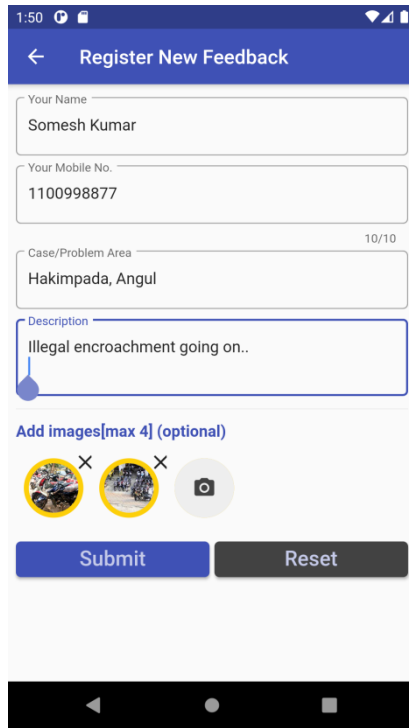 1:50
Register New Feedback
Your Name
Somesh Kumar
Your Mobile No.
1100998877
10/10
Case/Problem Area
Hakimpada, Angul
Description
Illegal encroachment going on..
Add images[max 4] (optional)
Submit Reset